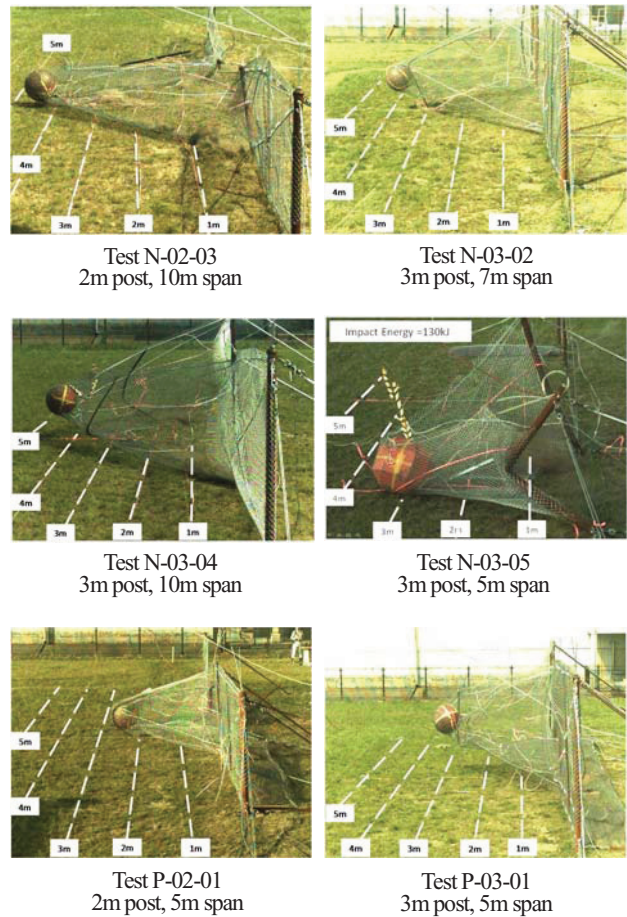 5m
4m
3m
2m
1m
Test N-02-03
2m post, 10m span
5m
4m
3m
2m
1m
Test N-03-02
3m post, 7m span
5m
4m
3m
2m
1m
Test N-03-04
3m post, 10m span
Impact Energy =130kJ
5m
4m
3m
2m
1m
Test N-03-05
3m post, 5m span
5m
4m
3m
2m
1m
Test P-02-01
2m post, 5m span
5m
4m
3m
2m
1m
Test P-03-01
3m post, 5m span